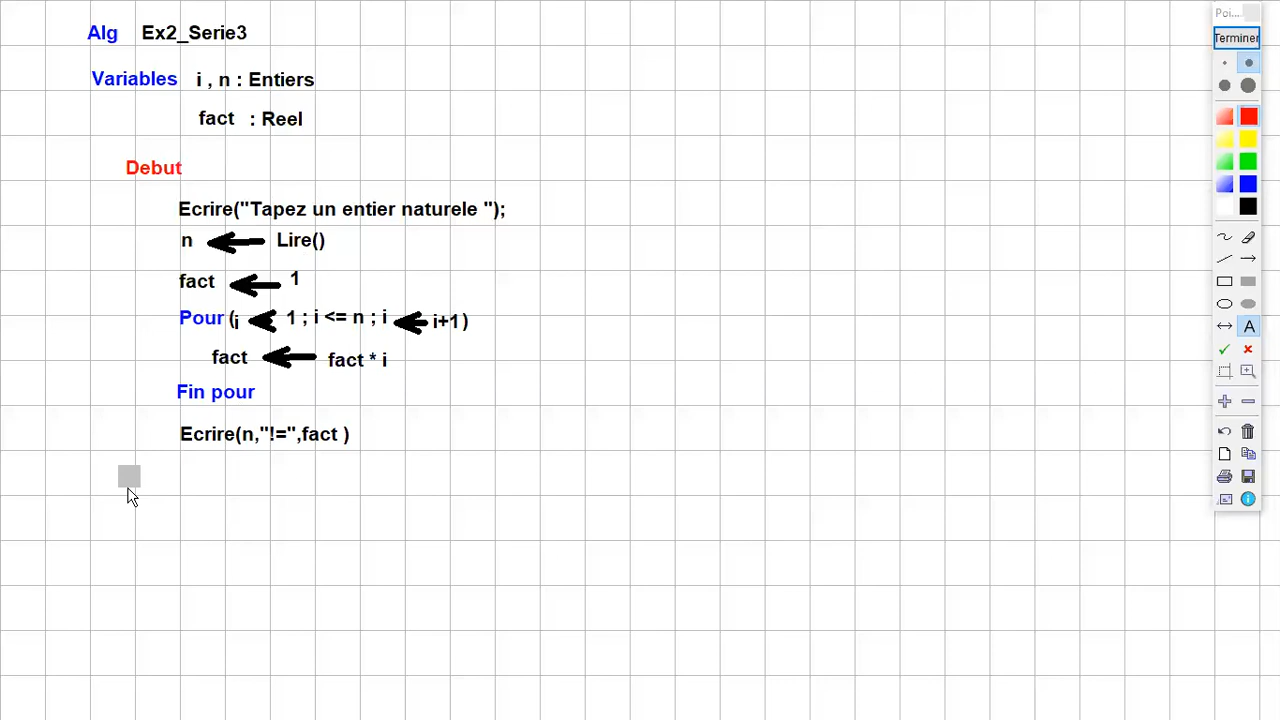 Alg Ex2_Serie3
Variables i , n : Entiers
fact : Reel
Debut
Ecrire("Tapez un entier naturele ");
n Lire()
fact 1
Pour (i 1 ; i <= n ; i i+1)
fact fact * i
Fin pour
Ecrire(n,"!=",fact )
Poi...
Terminer
A